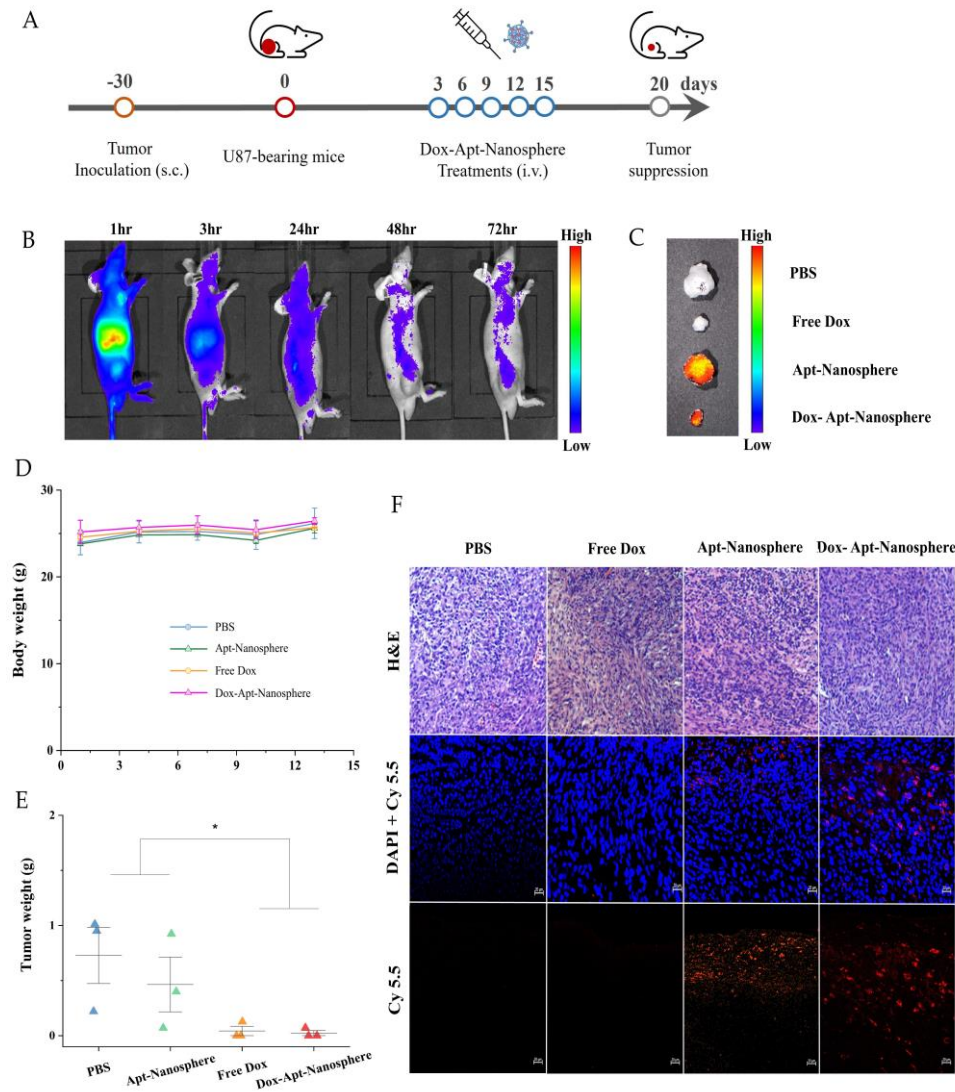 A
-30
0
3 6 9 12 15
20 days
Tumor
Inoculation (s.c.)
U87-bearing mice
Dox-Apt-Nanosphere
Treatments (i.v.)
Tumor
suppression
B
1hr 3hr 24hr 48hr 72hr
High
Low
C
High
Low
PBS
Free Dox
Apt-Nanosphere
Dox- Apt-Nanosphere
D
Body weight (g)
30
20
10
0
0 3 6 9 12 15
PBS
Apt-Nanosphere
Free Dox
Dox-Apt-Nanosphere
E
Tumor weight (g)
2
1
0
*
PBS
Apt-Nanosphere
Free Dox
Dox-Apt-Nanosphere
F
PBS Free Dox Apt-Nanosphere Dox- Apt-Nanosphere
H&E
DAPI + Cy 5.5
Cy 5.5